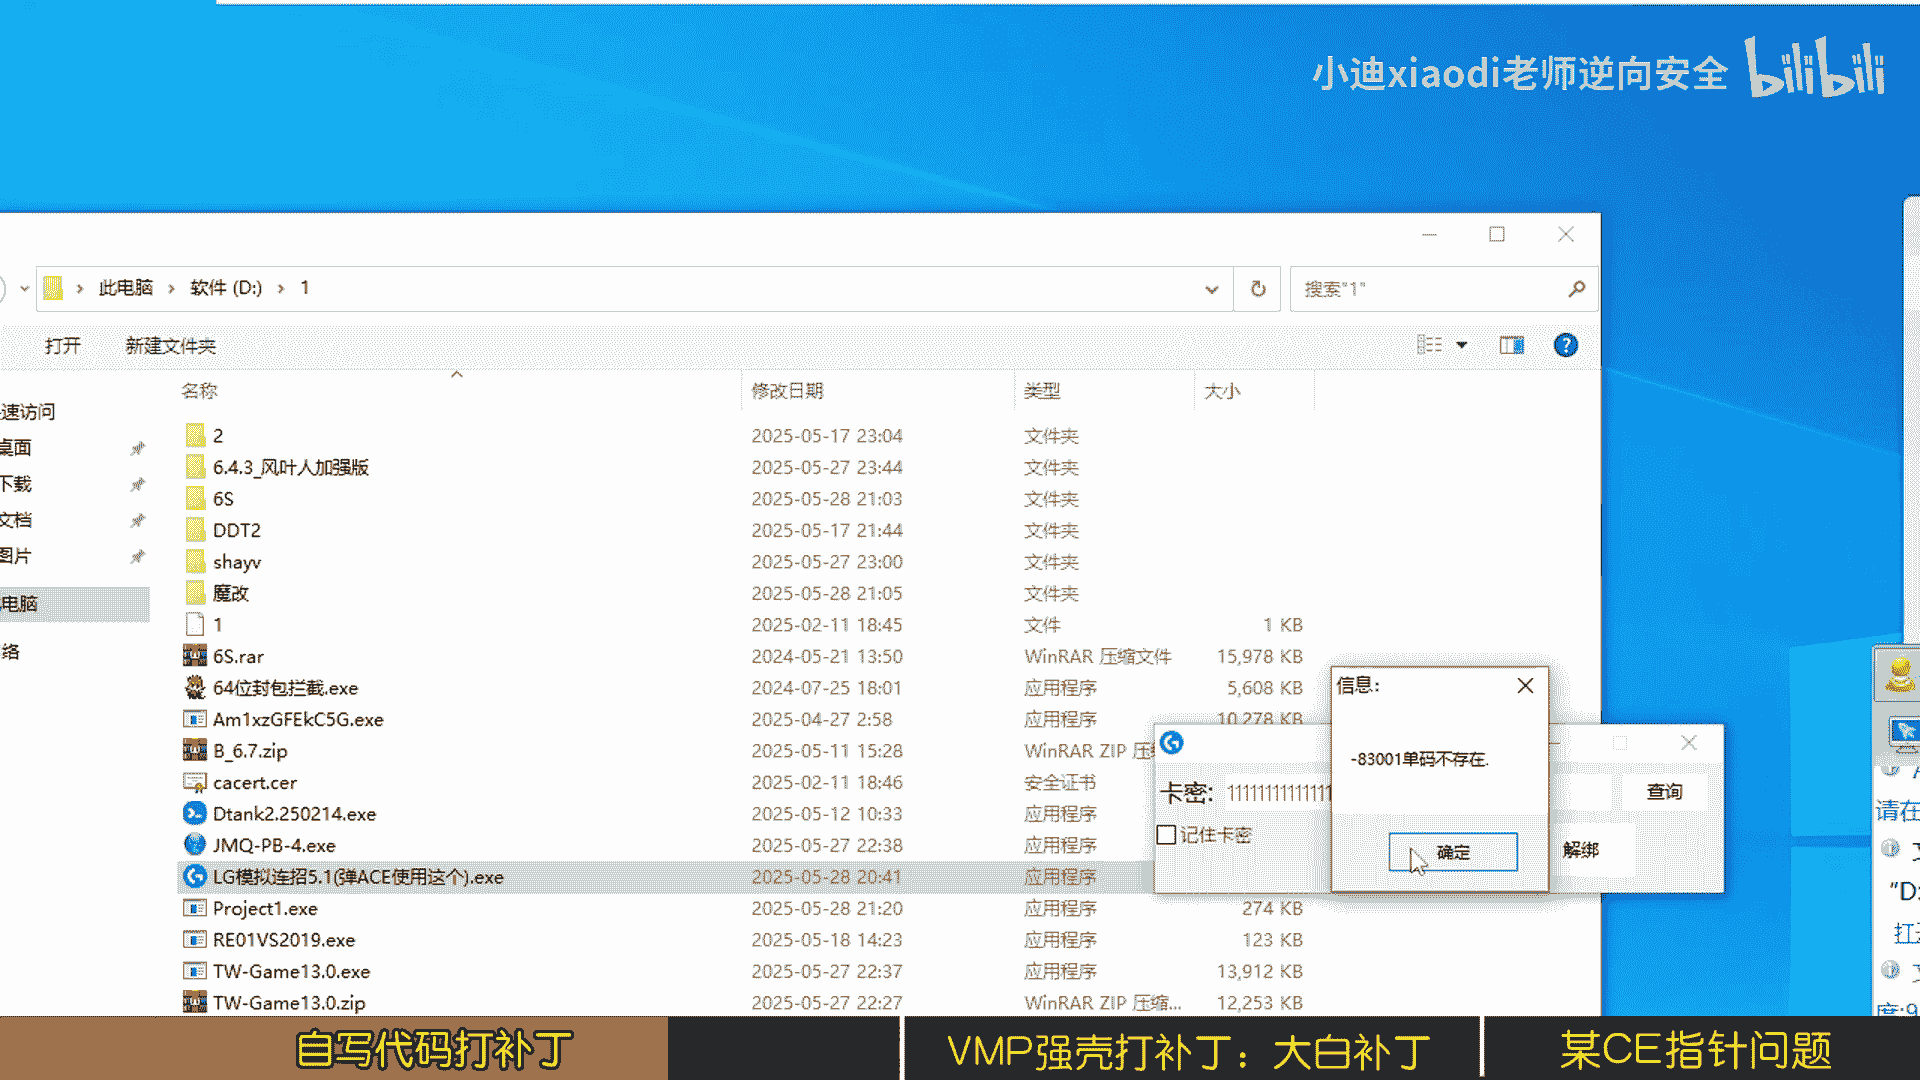 小迪xiaodi老师逆向安全 bilibili
此电脑 › 软件 (D:) › 1
搜索"1"
打开 新建文件夹
名称 修改日期 类型 大小
速访问
桌面
下载
文档
图片
电脑
络
2 2025-05-17 23:04 文件夹
6.4.3_风叶人加强版 2025-05-27 23:44 文件夹
6S 2025-05-28 21:03 文件夹
DDT2 2025-05-17 21:44 文件夹
shayv 2025-05-27 23:00 文件夹
魔改 2025-05-28 21:05 文件夹
1 2025-02-11 18:45 文件 1 KB
6S.rar 2024-05-21 13:50 WinRAR 压缩文件 15,978 KB
64位封包拦截.exe 2024-07-25 18:01 应用程序 5,608 KB
Am1xzGFEkC5G.exe 2025-04-27 2:58 应用程序 10,278 KB
B_6.7.zip 2025-05-11 15:28 WinRAR ZIP 压
cacert.cer 2025-02-11 18:46 安全证书
Dtank2.250214.exe 2025-05-12 10:33 应用程序
JMQ-PB-4.exe 2025-05-27 22:38 应用程序
LG模拟连招5.1(弹ACE使用这个).exe 2025-05-28 20:41 应用程序
Project1.exe 2025-05-28 21:20 应用程序 274 KB
RE01VS2019.exe 2025-05-18 14:23 应用程序 123 KB
TW-Game13.0.exe 2025-05-27 22:37 应用程序 13,912 KB
TW-Game13.0.zip 2025-05-27 22:27 WinRAR ZIP 压缩... 12,253 KB
信息:
-83001单码不存在.
确定
卡密: 11111111111111
查询
记住卡密
解绑
请在
"D:
自写代码打补丁
VMP强壳打补丁：大白补丁
某CE指针问题